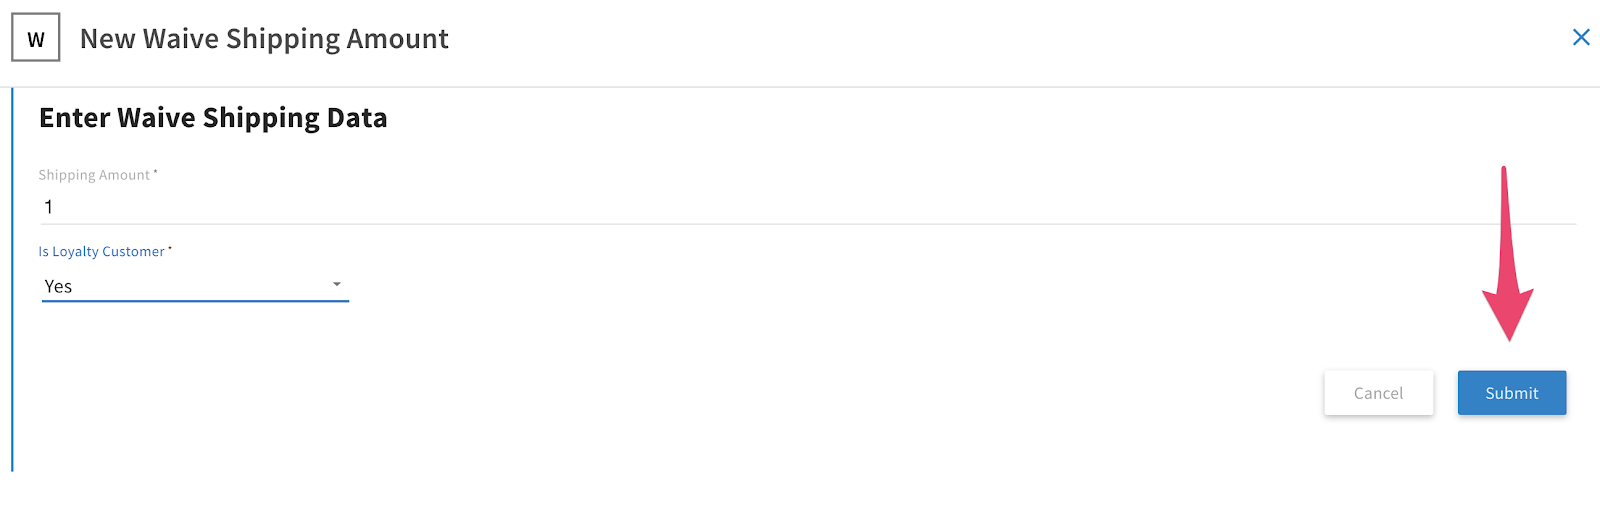 W
New Waive Shipping Amount
Enter Waive Shipping Data
Shipping Amount *
1
Is Loyalty Customer *
Yes
Cancel
Submit